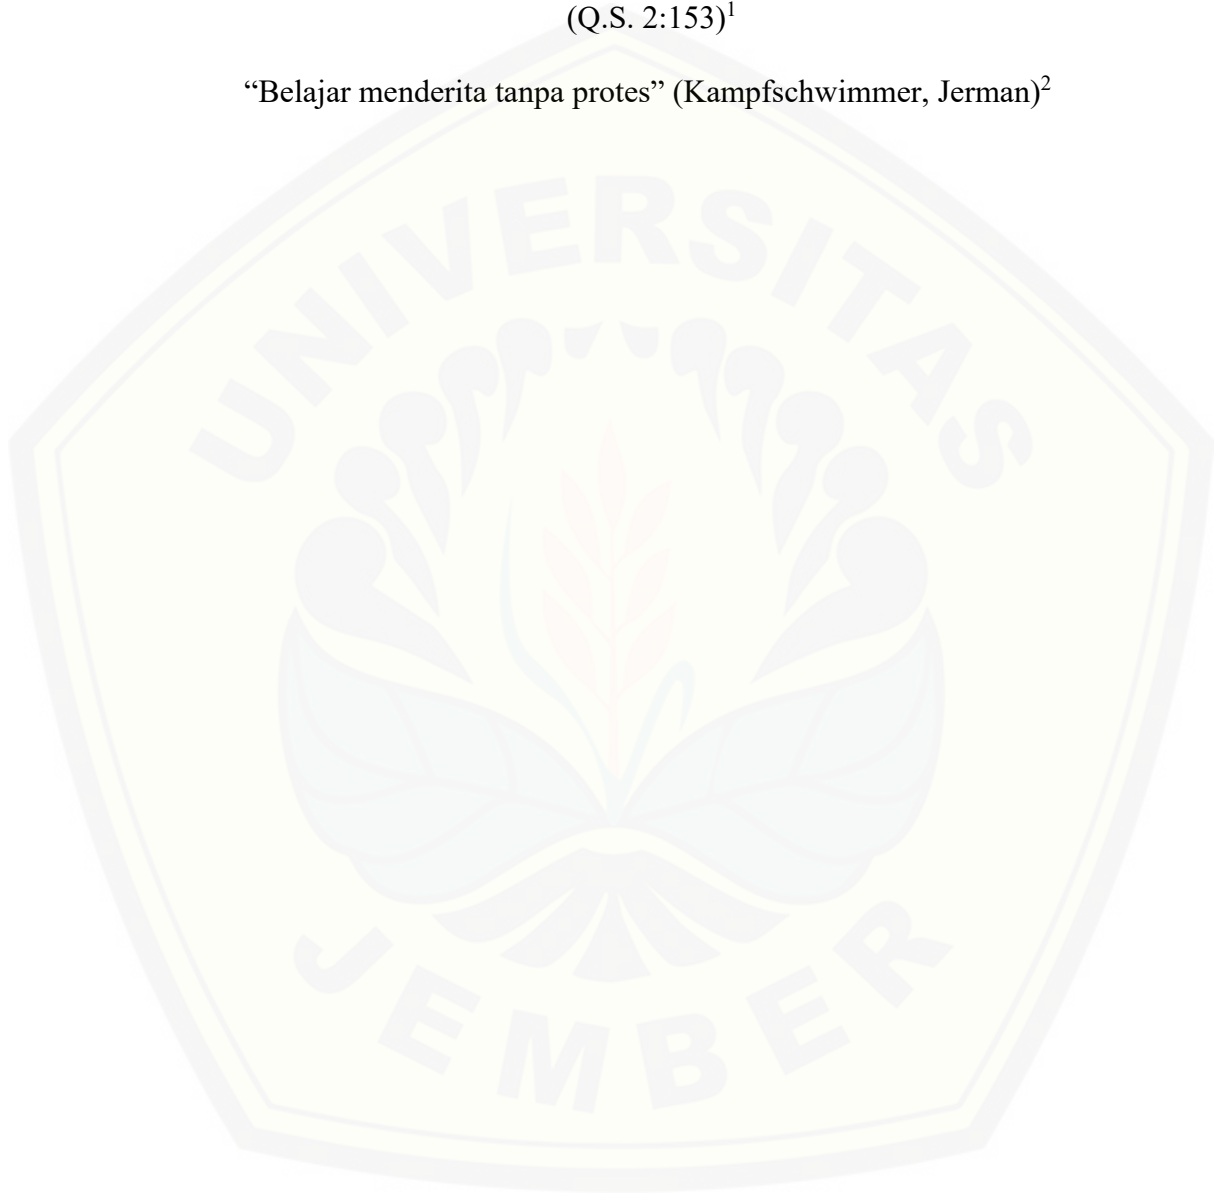 (Q.S. 2:153)¹
“Belajar menderita tanpa protes” (Kampfschwimmer, Jerman)²
UNIVERSITAS
JEMBER